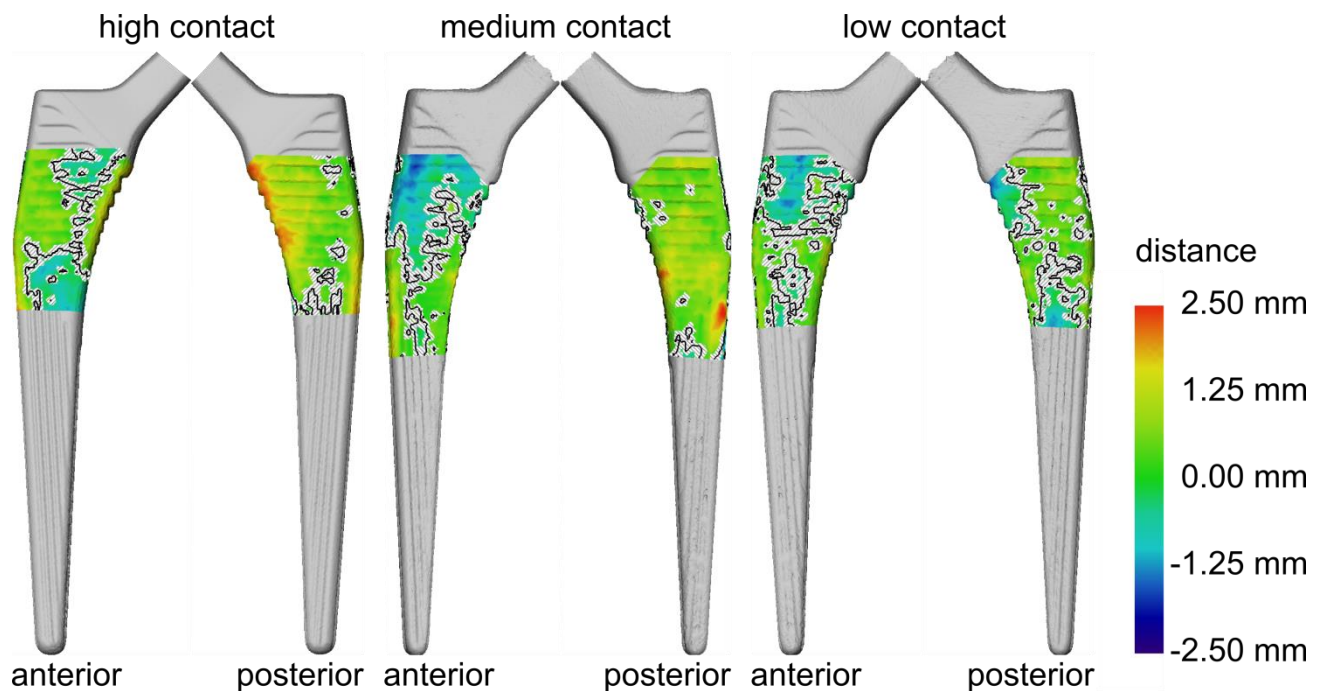 high contact
medium contact
low contact
distance
2.50 mm
1.25 mm
0.00 mm
-1.25 mm
-2.50 mm
anterior
posterior
anterior
posterior
anterior
posterior